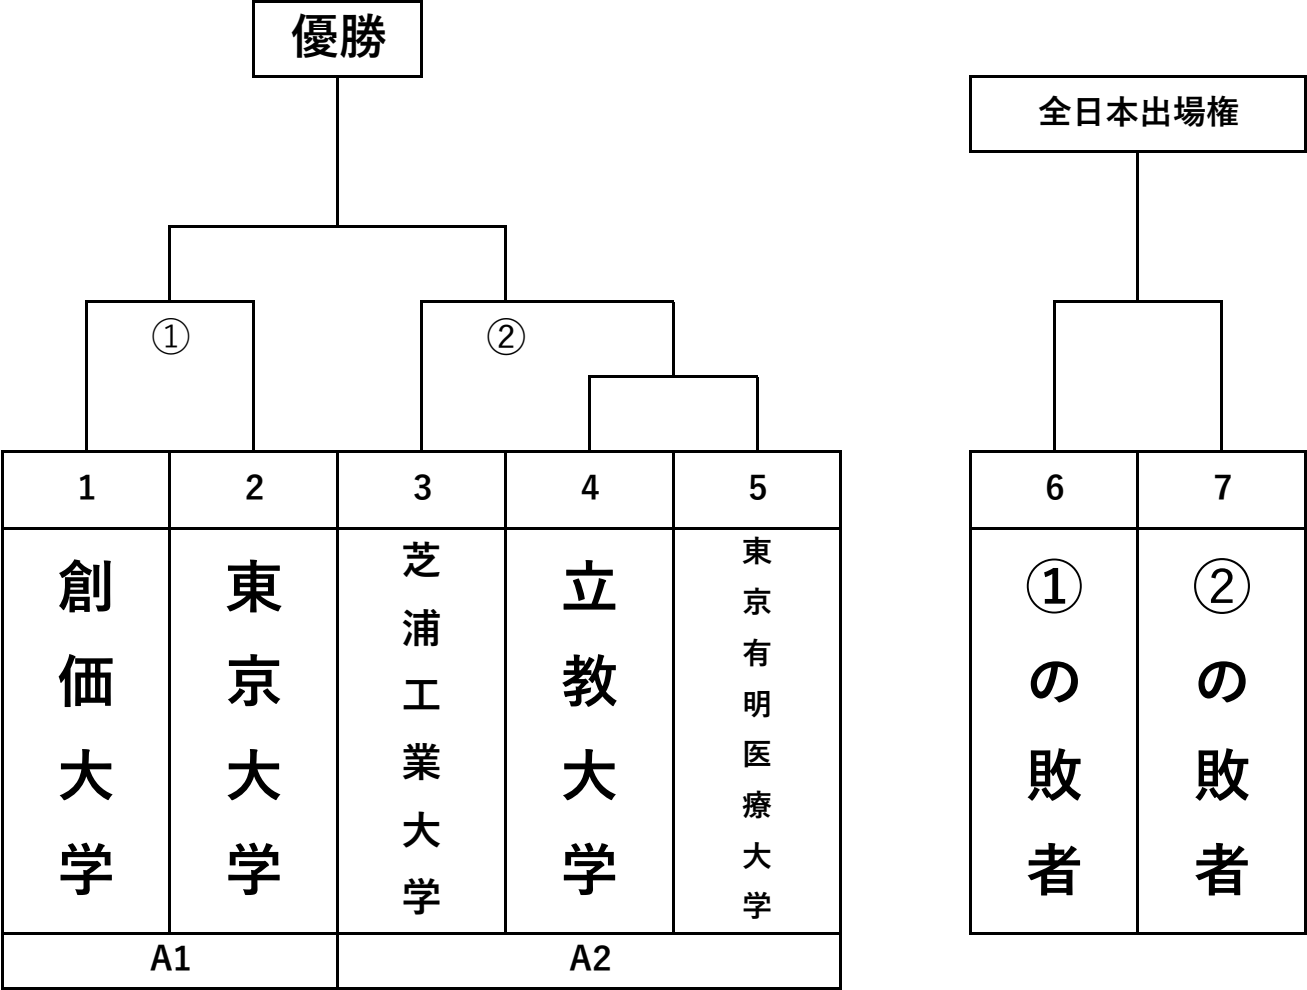 優勝
全日本出場権
①
②
1
2
3
4
5
6
7
創価大学
東京大学
芝浦工業大学
立教大学
東京有明医療大学
①の敗者
②の敗者
A1
A2